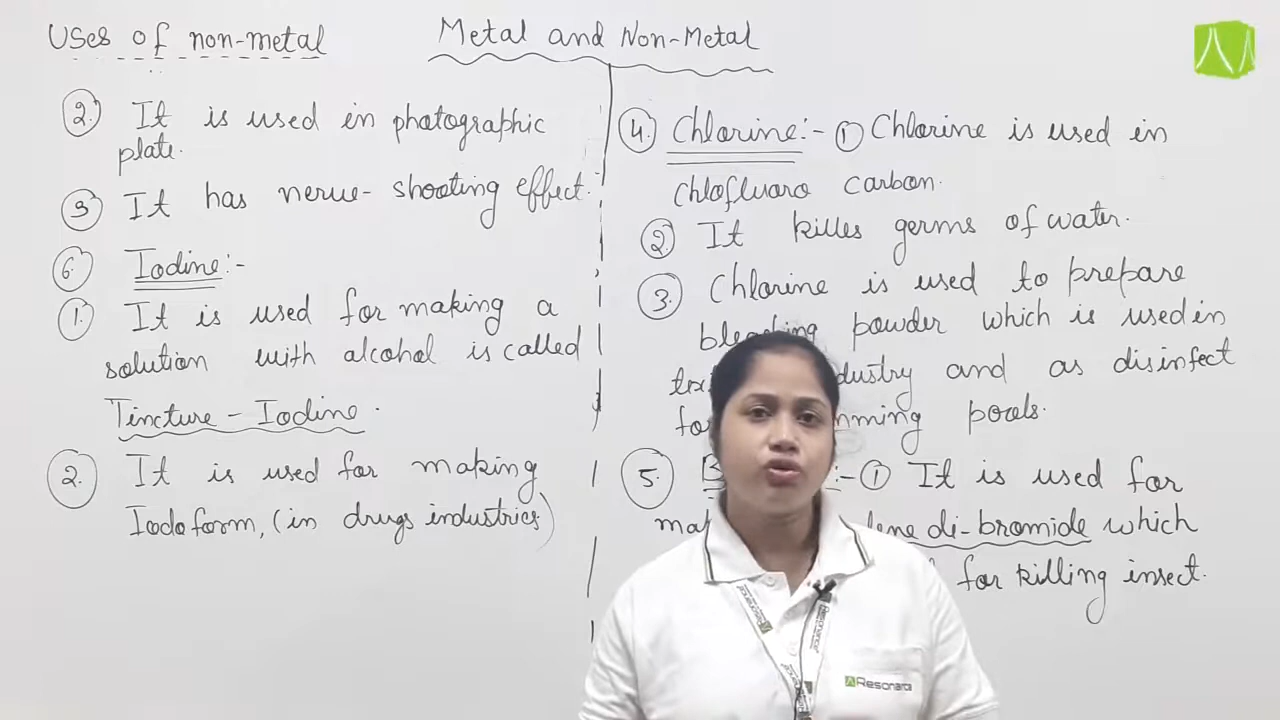 Uses of non-metal
Metal and Non-Metal
② It is used in photographic
plate.
③ It has nerve- shooting effect.
⑥ Iodine:-
①. It is used for making a
solution with alcohol is called
Tincture - Iodine.
②. It is used for making
Iodoform, (in drugs industries)
④ Chlorine:- ① Chlorine is used in
chlofluoro carbon.
② It killes germs of water.
③. Chlorine is used to prepare
powder which is used in
and as disinfect
pools.
⑤. :- ① It is used for
di-bromide which
for killing insect.
Resonance
Resonance